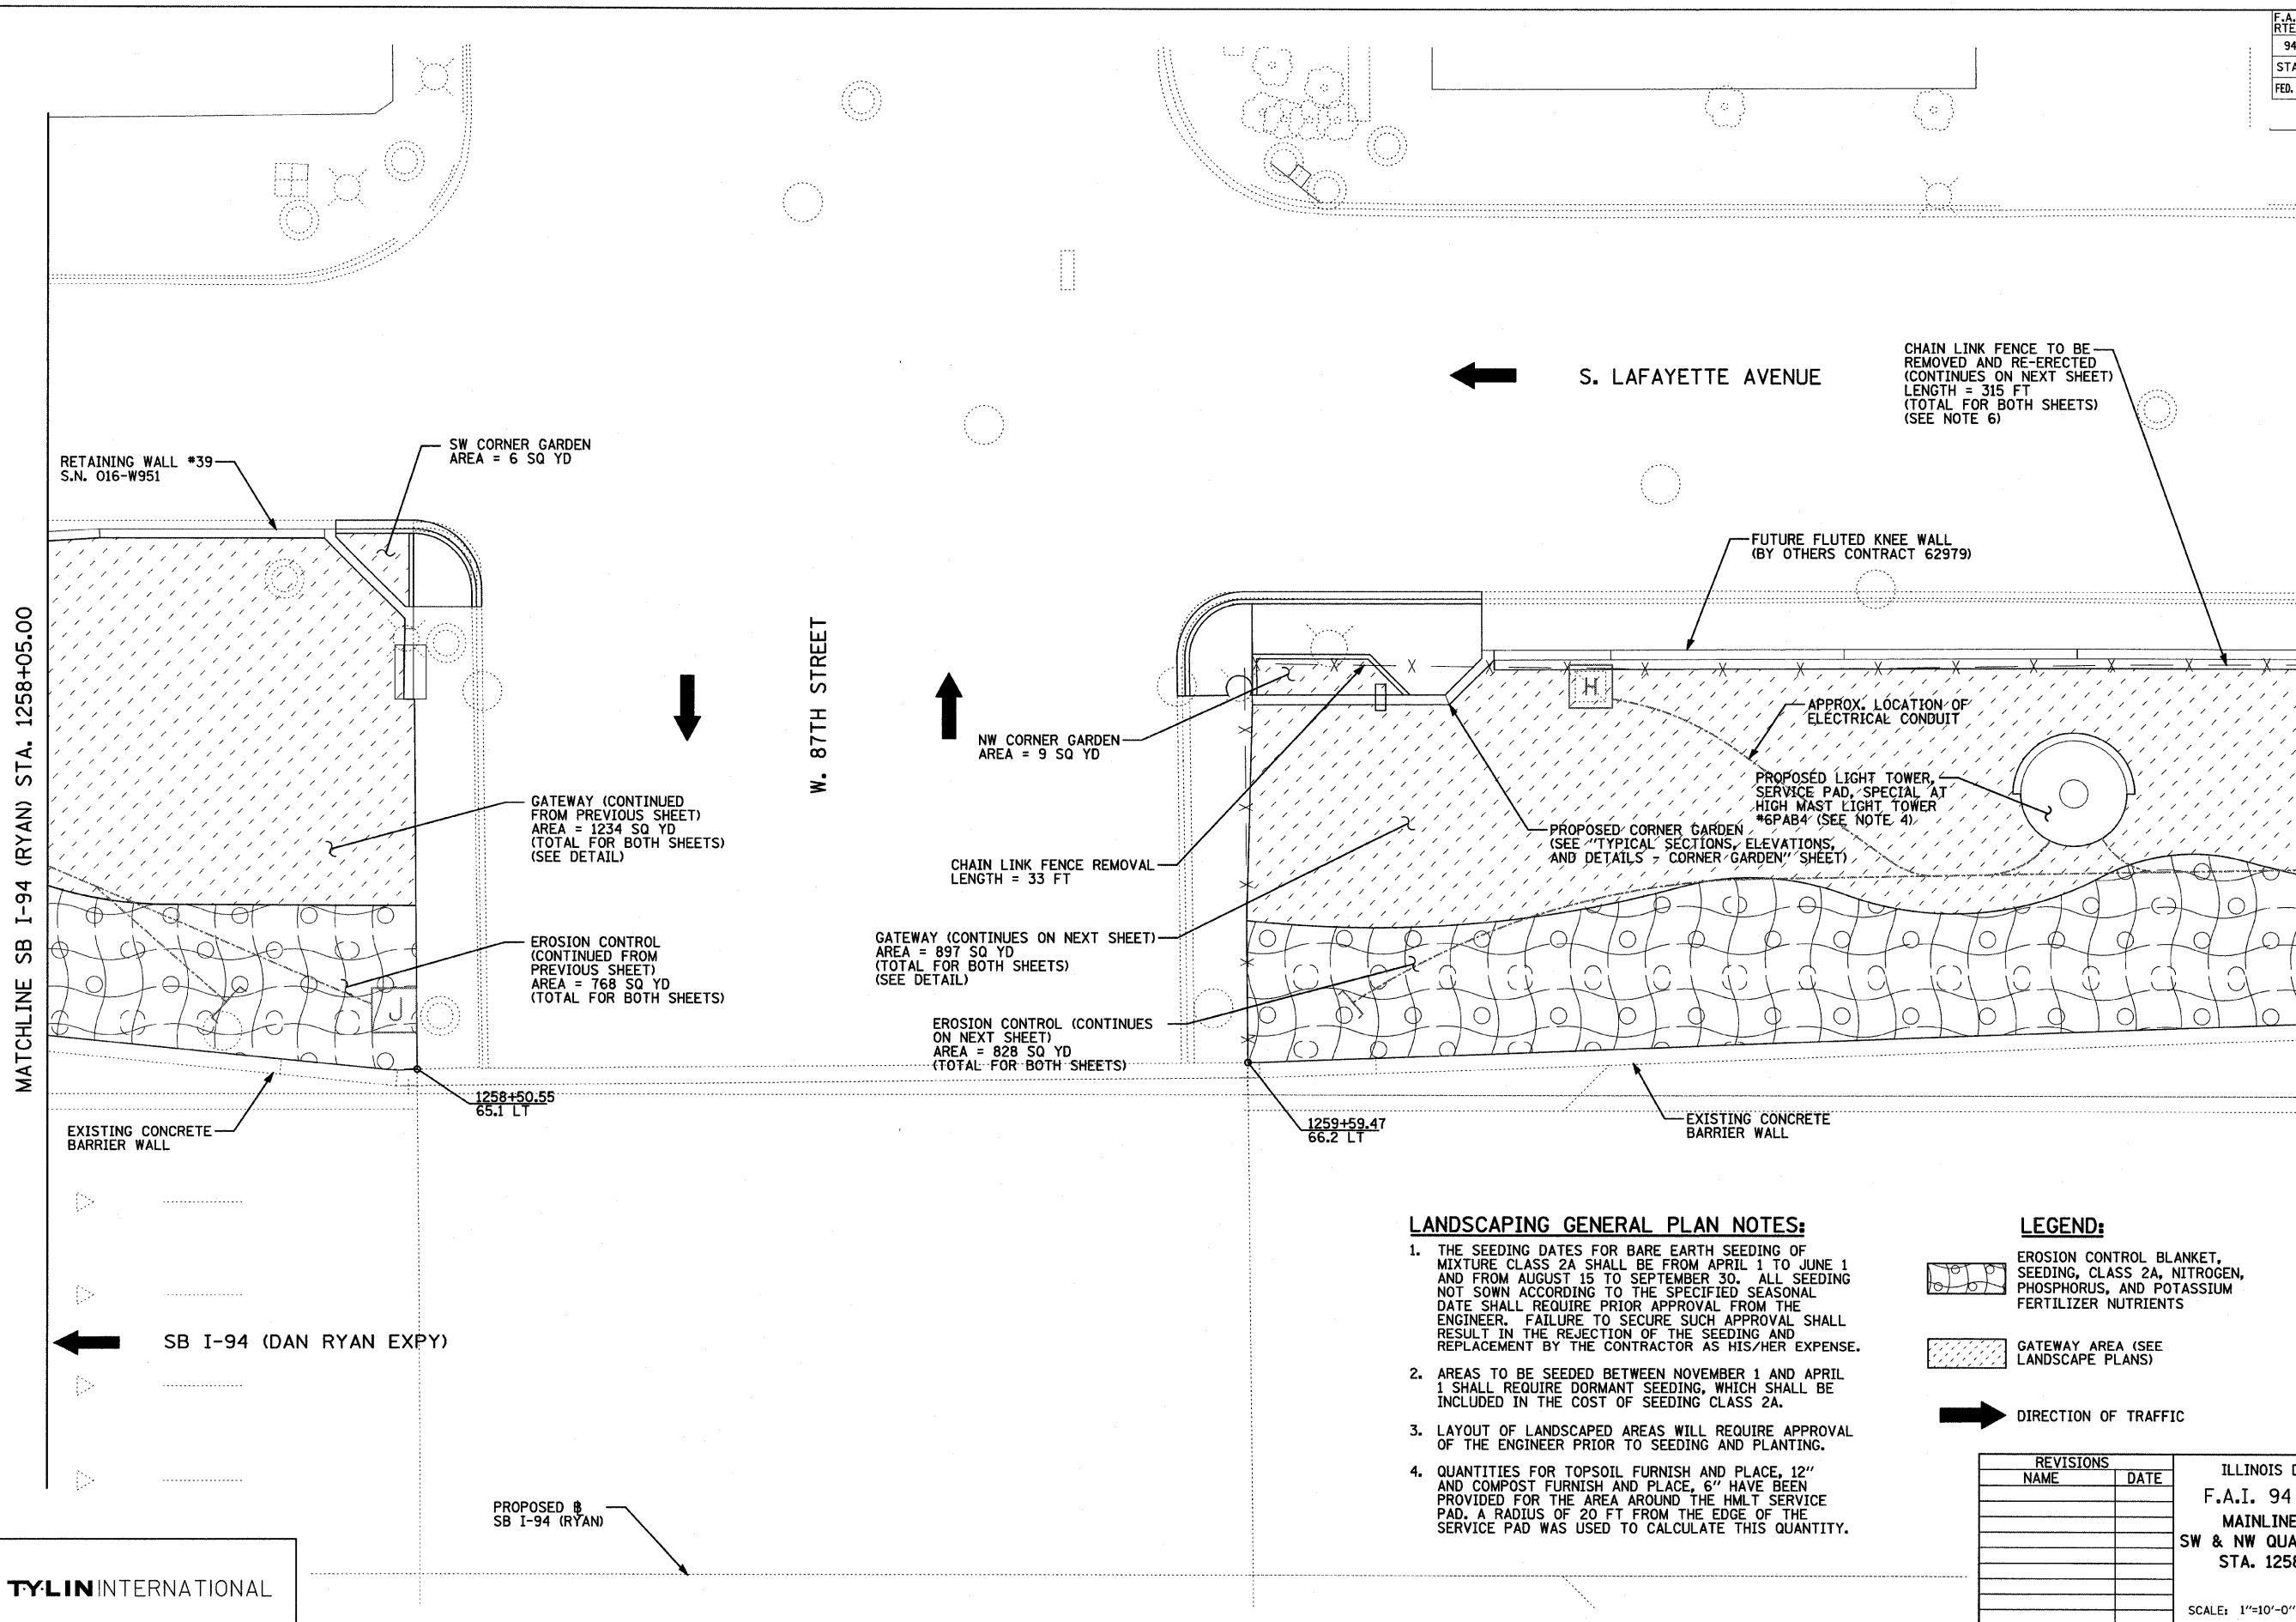 F.A.
RTE
94
STA
FED.
CHAIN LINK FENCE TO BE
REMOVED AND RE-ERECTED
(CONTINUES ON NEXT SHEET)
LENGTH = 315 FT
(TOTAL FOR BOTH SHEETS)
(SEE NOTE 6)
S. LAFAYETTE AVENUE
SW CORNER GARDEN
AREA = 6 SQ YD
RETAINING WALL #39
S.N. 016-W951
FUTURE FLUTED KNEE WALL
(BY OTHERS CONTRACT 62979)
MATCHLINE SB I-94 (RYAN) STA. 1258+05.00
W. 87TH STREET
H
APPROX. LOCATION OF
ELECTRICAL CONDUIT
NW CORNER GARDEN
AREA = 9 SQ YD
PROPOSED LIGHT TOWER,
SERVICE PAD, SPECIAL AT
HIGH MAST LIGHT TOWER
#6PAB4 (SEE NOTE 4)
GATEWAY (CONTINUED
FROM PREVIOUS SHEET)
AREA = 1234 SQ YD
(TOTAL FOR BOTH SHEETS)
(SEE DETAIL)
PROPOSED CORNER GARDEN
(SEE "TYPICAL SECTIONS, ELEVATIONS,
AND DETAILS - CORNER GARDEN" SHEET)
CHAIN LINK FENCE REMOVAL
LENGTH = 33 FT
EROSION CONTROL
(CONTINUED FROM
PREVIOUS SHEET)
AREA = 768 SQ YD
(TOTAL FOR BOTH SHEETS)
GATEWAY (CONTINUES ON NEXT SHEET)
AREA = 897 SQ YD
(TOTAL FOR BOTH SHEETS)
(SEE DETAIL)
J
EROSION CONTROL (CONTINUES
ON NEXT SHEET)
AREA = 828 SQ YD
(TOTAL FOR BOTH SHEETS)
1258+50.55
65.1 LT
1259+59.47
66.2 LT
EXISTING CONCRETE
BARRIER WALL
EXISTING CONCRETE
BARRIER WALL
SB I-94 (DAN RYAN EXPY)
PROPOSED ℄
SB I-94 (RYAN)
LANDSCAPING GENERAL PLAN NOTES:
1. THE SEEDING DATES FOR BARE EARTH SEEDING OF
MIXTURE CLASS 2A SHALL BE FROM APRIL 1 TO JUNE 1
AND FROM AUGUST 15 TO SEPTEMBER 30. ALL SEEDING
NOT SOWN ACCORDING TO THE SPECIFIED SEASONAL
DATE SHALL REQUIRE PRIOR APPROVAL FROM THE
ENGINEER. FAILURE TO SECURE SUCH APPROVAL SHALL
RESULT IN THE REJECTION OF THE SEEDING AND
REPLACEMENT BY THE CONTRACTOR AS HIS/HER EXPENSE.
2. AREAS TO BE SEEDED BETWEEN NOVEMBER 1 AND APRIL
1 SHALL REQUIRE DORMANT SEEDING, WHICH SHALL BE
INCLUDED IN THE COST OF SEEDING CLASS 2A.
3. LAYOUT OF LANDSCAPED AREAS WILL REQUIRE APPROVAL
OF THE ENGINEER PRIOR TO SEEDING AND PLANTING.
4. QUANTITIES FOR TOPSOIL FURNISH AND PLACE, 12"
AND COMPOST FURNISH AND PLACE, 6" HAVE BEEN
PROVIDED FOR THE AREA AROUND THE HMLT SERVICE
PAD. A RADIUS OF 20 FT FROM THE EDGE OF THE
SERVICE PAD WAS USED TO CALCULATE THIS QUANTITY.
LEGEND:
EROSION CONTROL BLANKET,
SEEDING, CLASS 2A, NITROGEN,
PHOSPHORUS, AND POTASSIUM
FERTILIZER NUTRIENTS
GATEWAY AREA (SEE
LANDSCAPE PLANS)
DIRECTION OF TRAFFIC
REVISIONS
NAME DATE
ILLINOIS D
F.A.I. 94
MAINLINE
SW & NW QUA
STA. 1258
SCALE: 1"=10'-0"
TY·LIN INTERNATIONAL